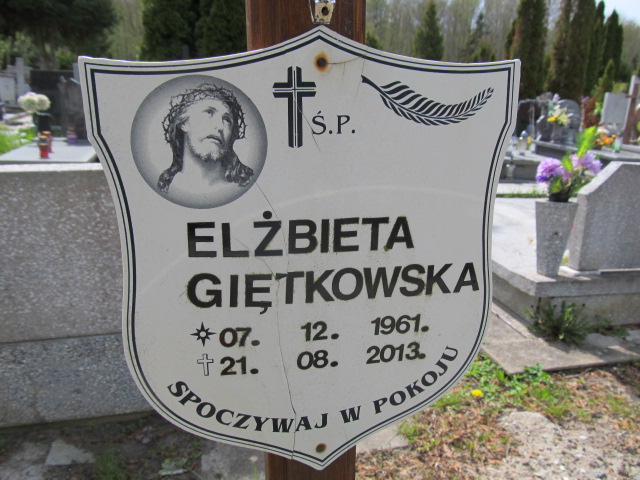 Ś.P.
ELŻBIETA
GIĘTKOWSKA
07. 12. 1961.
21. 08. 2013.
SPOCZYWAJ W POKOJU